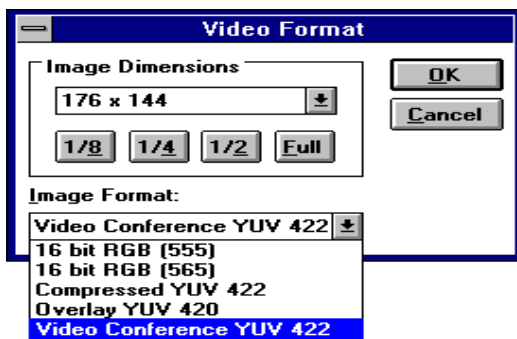 Video Format
Image Dimensions
176 x 144
1/8 1/4 1/2 Full
OK
Cancel
Image Format:
Video Conference YUV 422
16 bit RGB (555)
16 bit RGB (565)
Compressed YUV 422
Overlay YUV 420
Video Conference YUV 422